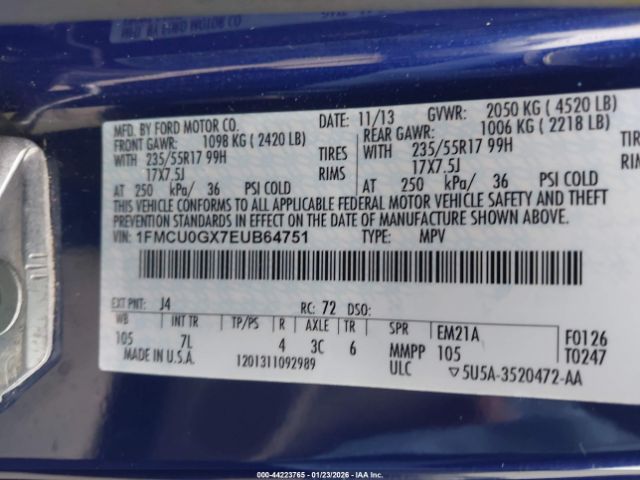 MFD. BY FORD MOTOR CO. 11/13 GVWR: 2050 KG ( 4520 LB)
FRONT GAWR: 1098 KG ( 2420 LB) REAR GAWR: 1006 KG ( 2218 LB)
WITH 235/55R17 99H TIRES WITH 235/55R17 99H TIRES
17X7.5J RIMS 17X7.5J RIMS
AT 250 kPa/ 36 PSI COLD AT 250 kPa/ 36 PSI COLD
THIS VEHICLE CONFORMS TO ALL APPLICABLE FEDERAL MOTOR VEHICLE SAFETY AND THEFT
PREVENTION STANDARDS IN EFFECT ON THE DATE OF MANUFACTURE SHOWN ABOVE.
VIN: 1FMCU0GX7EUB64751 TYPE: MPV
EXT PNT: J4 RC: 72 DSO:
WB INT TR TP/PS R AXLE TR SPR EM21A F0126
105 7L 4 3C 6 MMPP 105 T0247
MADE IN U.S.A. 1201311092989 ULC ▽5U5A-3520472-AA
000-44223765 - 01/23/2026 - IAA Inc.